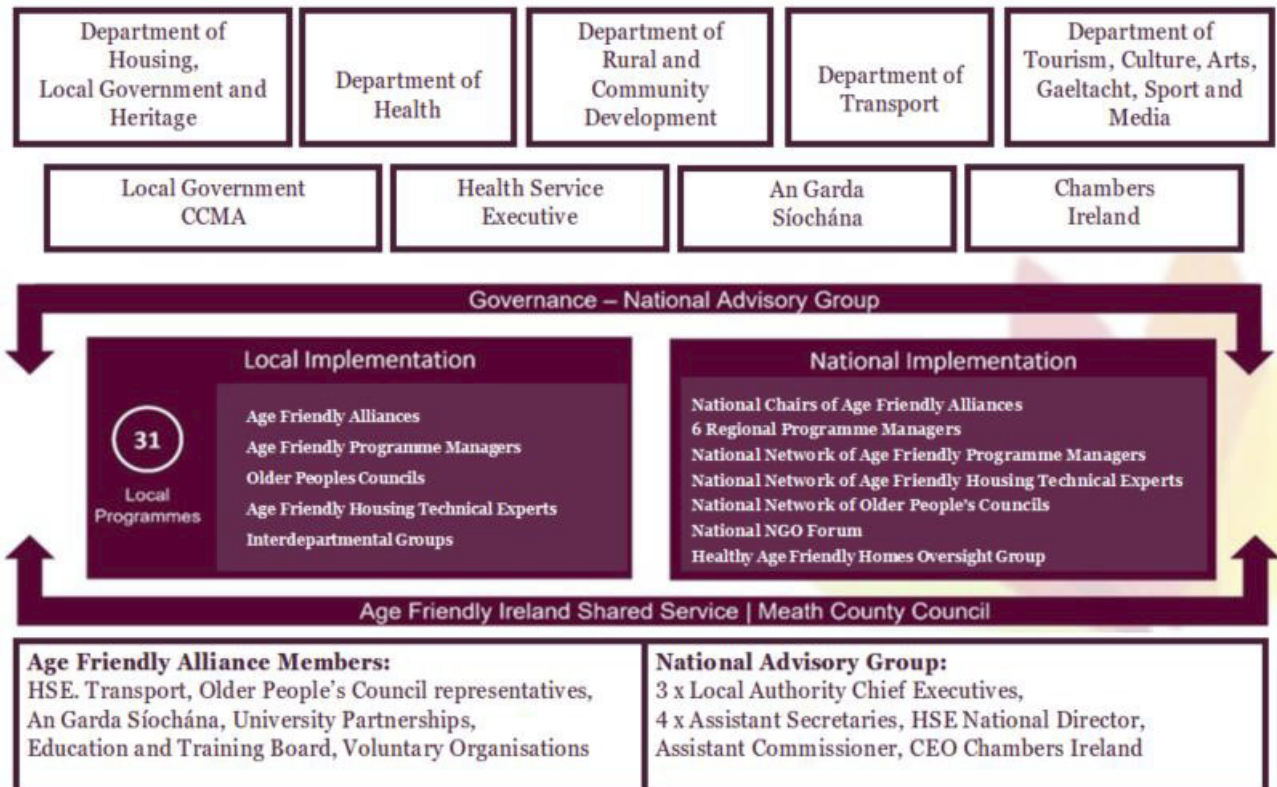 Department of
Housing,
Local Government and
Heritage
Department of
Health
Department of
Rural and
Community
Development
Department of
Transport
Department of
Tourism, Culture, Arts,
Gaeltacht, Sport and
Media
Local Government
CCMA
Health Service
Executive
An Garda
Síochána
Chambers
Ireland
Governance – National Advisory Group
Local Implementation
31
Local
Programmes
Age Friendly Alliances
Age Friendly Programme Managers
Older Peoples Councils
Age Friendly Housing Technical Experts
Interdepartmental Groups
National Implementation
National Chairs of Age Friendly Alliances
6 Regional Programme Managers
National Network of Age Friendly Programme Managers
National Network of Age Friendly Housing Technical Experts
National Network of Older People's Councils
National NGO Forum
Healthy Age Friendly Homes Oversight Group
Age Friendly Ireland Shared Service | Meath County Council
Age Friendly Alliance Members:
HSE. Transport, Older People's Council representatives,
An Garda Síochána, University Partnerships,
Education and Training Board, Voluntary Organisations
National Advisory Group:
3 x Local Authority Chief Executives,
4 x Assistant Secretaries, HSE National Director,
Assistant Commissioner, CEO Chambers Ireland